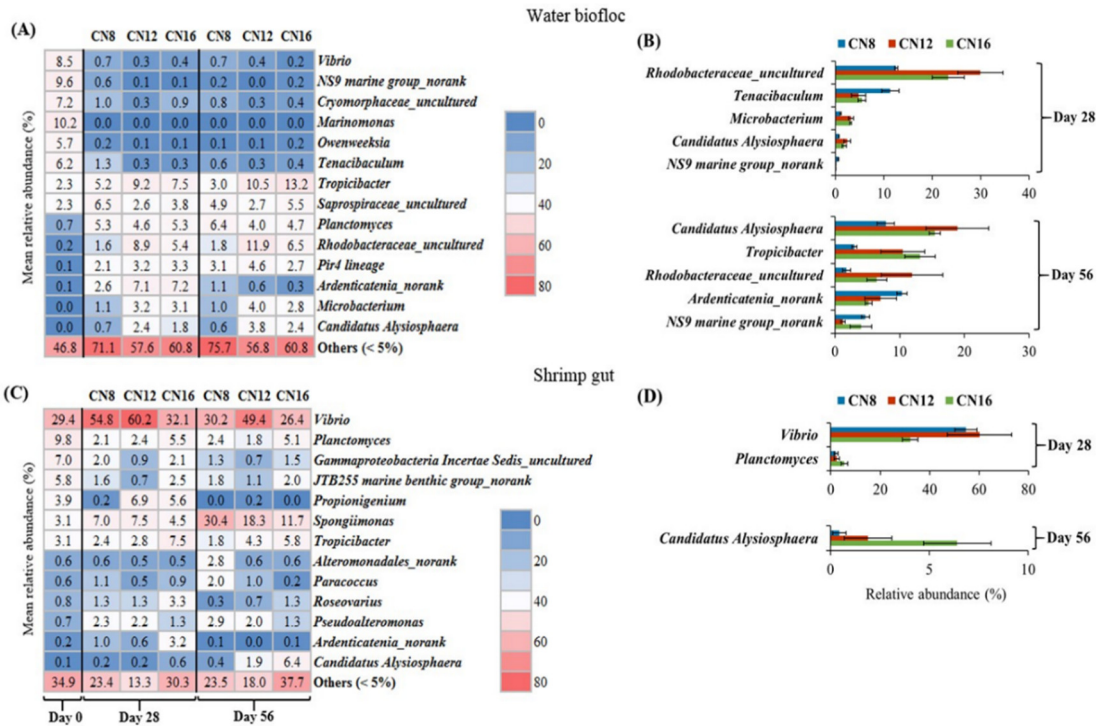 Water biofloc
(A)
CN8 CN12 CN16 CN8 CN12 CN16
Mean relative abundance (%)
8.5 0.7 0.3 0.4 0.7 0.4 0.2 Vibrio
9.6 0.6 0.1 0.1 0.2 0.0 0.2 NS9 marine group_norank
7.2 1.0 0.3 0.9 0.8 0.3 0.4 Cryomorphaceae_uncultured
10.2 0.0 0.0 0.0 0.0 0.0 0.0 Marinomonas
5.7 0.2 0.1 0.1 0.1 0.1 0.2 Owenweeksia
6.2 1.3 0.3 0.3 0.6 0.3 0.4 Tenacibaculum
2.3 5.2 9.2 7.5 3.0 10.5 13.2 Tropicibacter
2.3 6.5 2.6 3.8 4.9 2.7 5.5 Saprospiraceae_uncultured
0.7 5.3 4.6 5.3 6.4 4.0 4.7 Planctomyces
0.2 1.6 8.9 5.4 1.8 11.9 6.5 Rhodobacteraceae_uncultured
0.1 2.1 3.2 3.3 3.1 4.6 2.7 Pir4 lineage
0.1 2.6 7.1 7.2 1.1 0.6 0.3 Ardenticatenia_norank
0.0 1.1 3.2 3.1 1.0 4.0 2.8 Microbacterium
0.0 0.7 2.4 1.8 0.6 3.8 2.4 Candidatus Alysiosphaera
46.8 71.1 57.6 60.8 75.7 56.8 60.8 Others (< 5%)
0
20
40
60
80
(B)
CN8 CN12 CN16
Rhodobacteraceae_uncultured
Tenacibaculum
Microbacterium
Candidatus Alysiosphaera
NS9 marine group_norank
Day 28
0 10 20 30 40
Candidatus Alysiosphaera
Tropicibacter
Rhodobacteraceae_uncultured
Ardenticatenia_norank
NS9 marine group_norank
Day 56
0 10 20 30
Shrimp gut
(C)
CN8 CN12 CN16 CN8 CN12 CN16
Mean relative abundance (%)
29.4 54.8 60.2 32.1 30.2 49.4 26.4 Vibrio
9.8 2.1 2.4 5.5 2.4 1.8 5.1 Planctomyces
7.0 2.0 0.9 2.1 1.3 0.7 1.5 Gammaproteobacteria Incertae Sedis_uncultured
5.8 1.6 0.7 2.5 1.8 1.1 2.0 JTB255 marine benthic group_norank
3.9 0.2 6.9 5.6 0.0 0.2 0.0 Propionigenium
3.1 7.0 7.5 4.5 30.4 18.3 11.7 Spongiimonas
3.1 2.4 2.8 7.5 1.8 4.3 5.8 Tropicibacter
0.6 0.6 0.5 0.5 2.8 0.6 0.6 Alteromonadales_norank
0.6 1.1 0.5 0.9 2.0 1.0 0.2 Paracoccus
0.8 1.3 1.3 3.3 0.3 0.7 1.3 Roseovarius
0.7 2.3 2.2 1.3 2.9 2.0 1.3 Pseudoalteromonas
0.2 1.0 0.6 3.2 0.1 0.0 0.1 Ardenticatenia_norank
0.1 0.2 0.2 0.6 0.4 1.9 6.4 Candidatus Alysiosphaera
34.9 23.4 13.3 30.3 23.5 18.0 37.7 Others (< 5%)
Day 0 Day 28 Day 56
0
20
40
60
80
(D)
CN8 CN12 CN16
Vibrio
Planctomyces
Day 28
0 20 40 60 80
Candidatus Alysiosphaera
Day 56
0 5 10
Relative abundance (%)